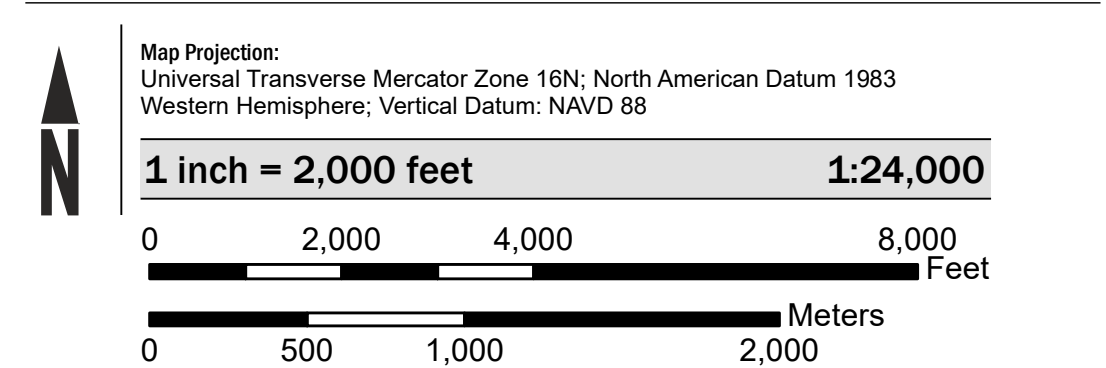 N
Map Projection:
Universal Transverse Mercator Zone 16N; North American Datum 1983
Western Hemisphere; Vertical Datum: NAVD 88
1 inch = 2,000 feet 1:24,000
0 2,000 4,000 8,000
Feet
Meters
0 500 1,000 2,000